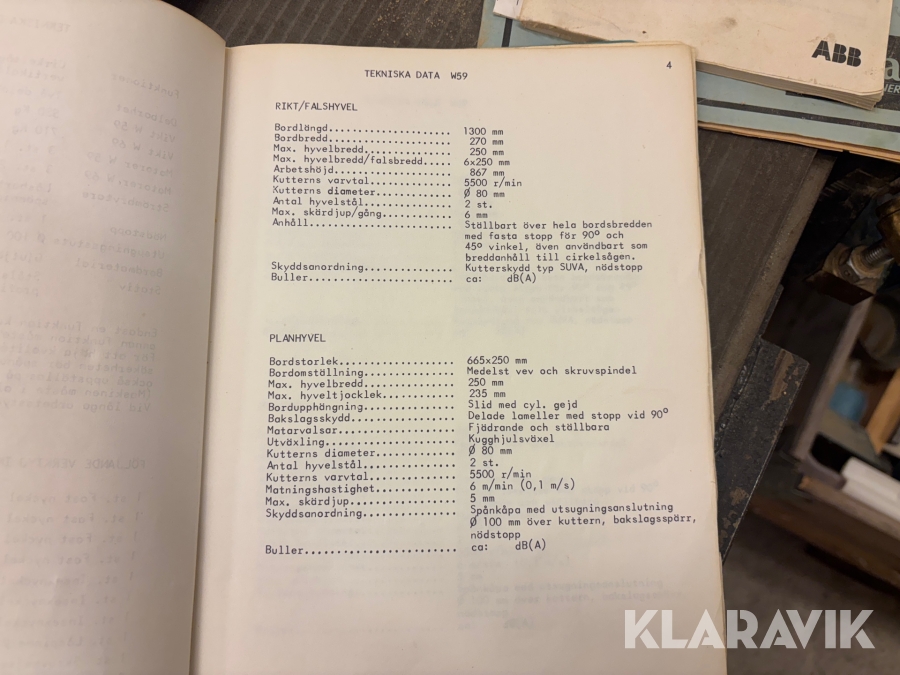 TEKNISKA DATA W59
4
RIKT/FALSHYVEL
Bordlängd..................... 1300 mm
Bordbredd..................... 270 mm
Max. hyvelbredd............... 250 mm
Max. hyvelbredd/falsbredd..... 6x250 mm
Arbetshöjd.................... 867 mm
Kutterns varvtal.............. 5500 r/min
Kutterns diameter............. Ø 80 mm
Antal hyvelstål............... 2 st.
Max. skärdjup/gång............ 6 mm
Anhåll........................ Ställbart över hela bordsbredden
med fasta stopp för 90° och
45° vinkel, även användbart som
breddanhåll till cirkelsågen.
Skyddsanordning............... Kutterskydd typ SUVA, nödstopp
Buller........................ ca: dB(A)
PLANHYVEL
Bordstorlek................... 665x250 mm
Bordomställning............... Medelst vev och skruvspindel
Max. hyvelbredd............... 250 mm
Max. hyveltjocklek............ 235 mm
Bordupphängning............... Slid med cyl. gejd
Bakslagsskydd................. Delade lameller med stopp vid 90°
Matarvalsar................... Fjädrande och ställbara
Utväxling..................... Kugghjulsväxel
Kutterns diameter............. Ø 80 mm
Antal hyvelstål............... 2 st.
Kutterns varvtal.............. 5500 r/min
Matningshastighet............. 6 m/min (0,1 m/s)
Max. skärdjup................. 5 mm
Skyddsanordning............... Spånkåpa med utsugningsanslutning
Ø 100 mm över kuttern, bakslagsspärr,
nödstopp
Buller........................ ca: dB(A)
ABB
KLARAVIK